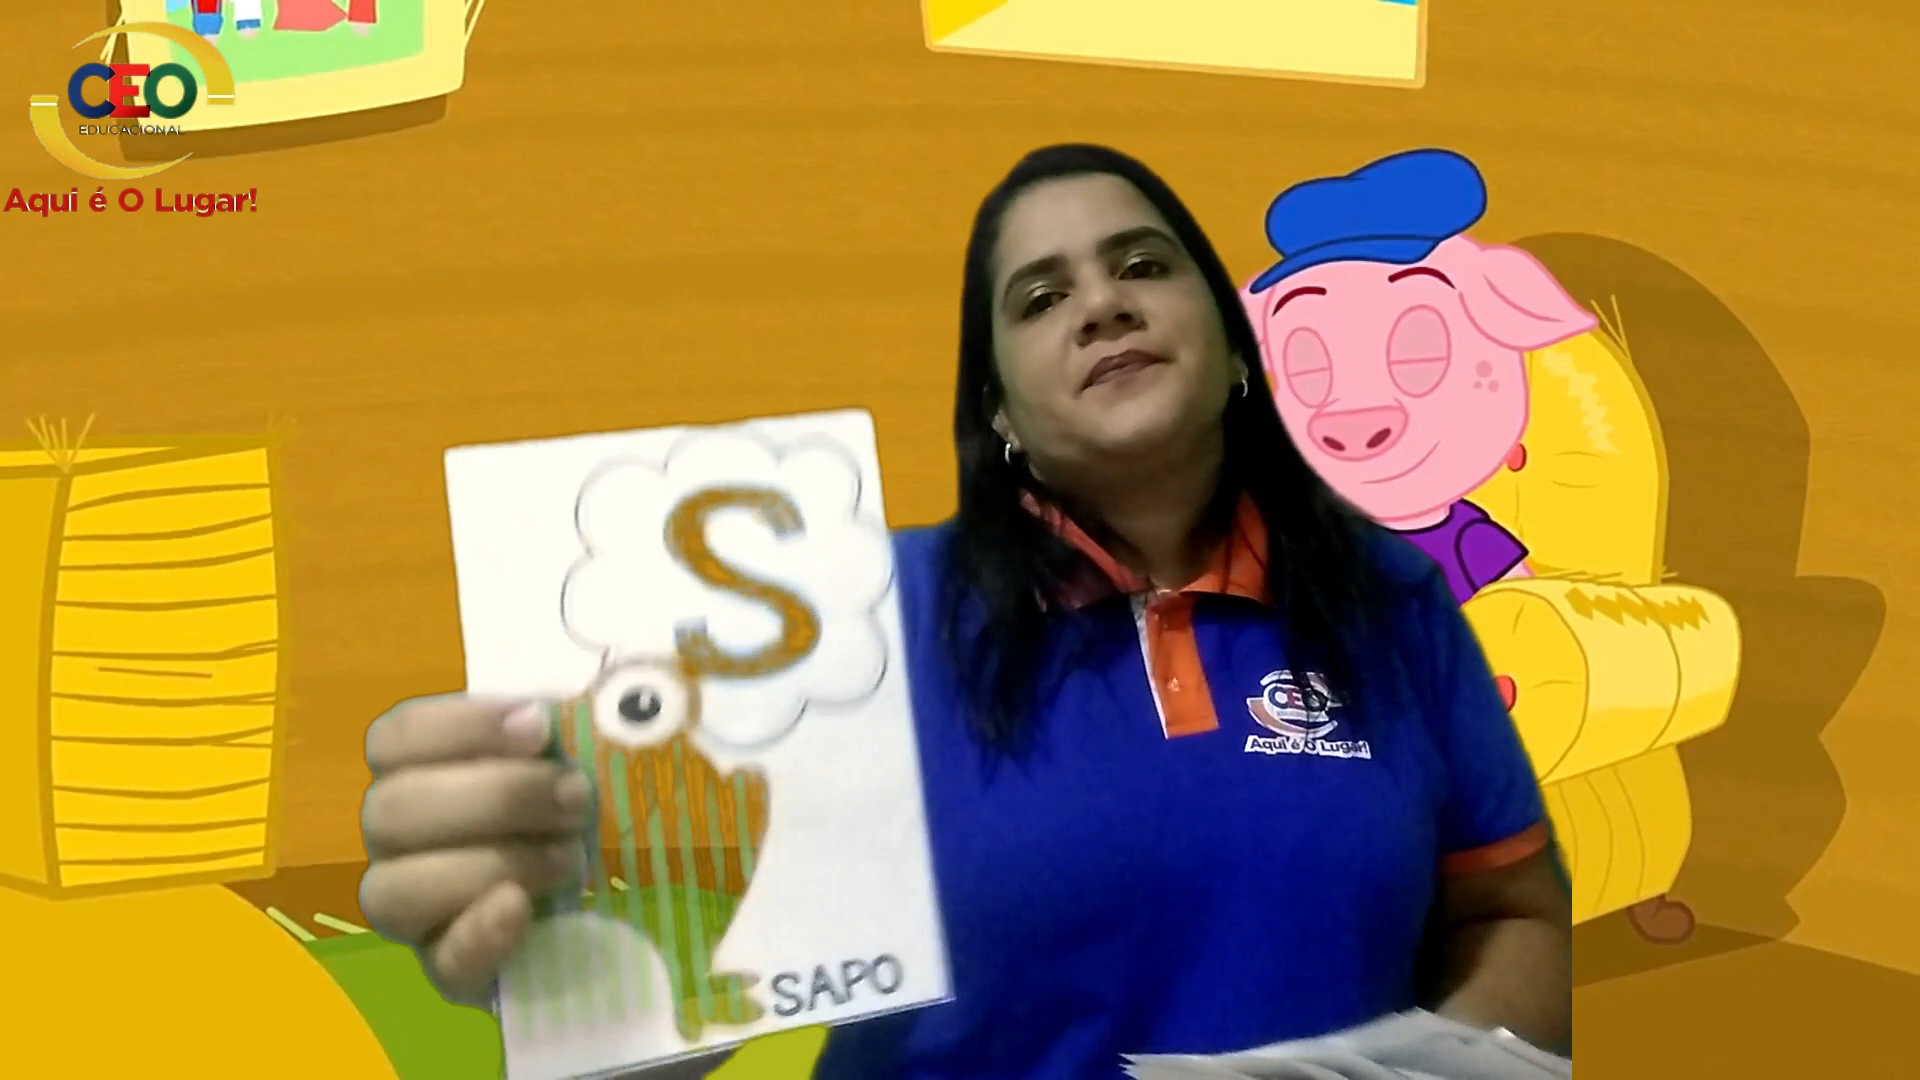 CEO
EDUCACIONAL
Aqui é O Lugar!
S
SAPO
CEO
Aqui é O Lugar!